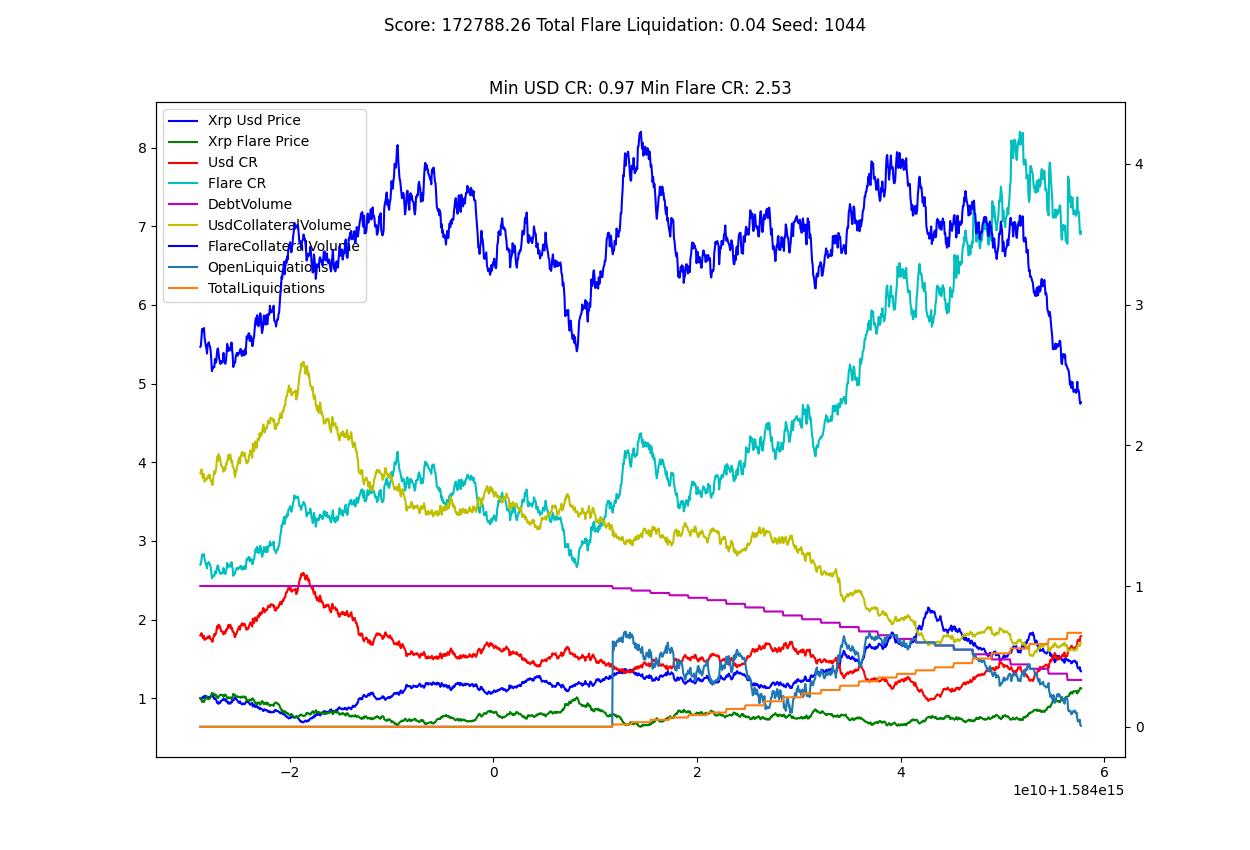 Score: 172788.26 Total Flare Liquidation: 0.04 Seed: 1044
Min USD CR: 0.97 Min Flare CR: 2.53
Xrp Usd Price
Xrp Flare Price
Usd CR
Flare CR
DebtVolume
UsdCollateralVolume
FlareCollateralVolume
OpenLiquidations
TotalLiquidations
8
7
6
5
4
3
2
1
4
3
2
1
0
−2 0 2 4 6
1e10+1.584e15